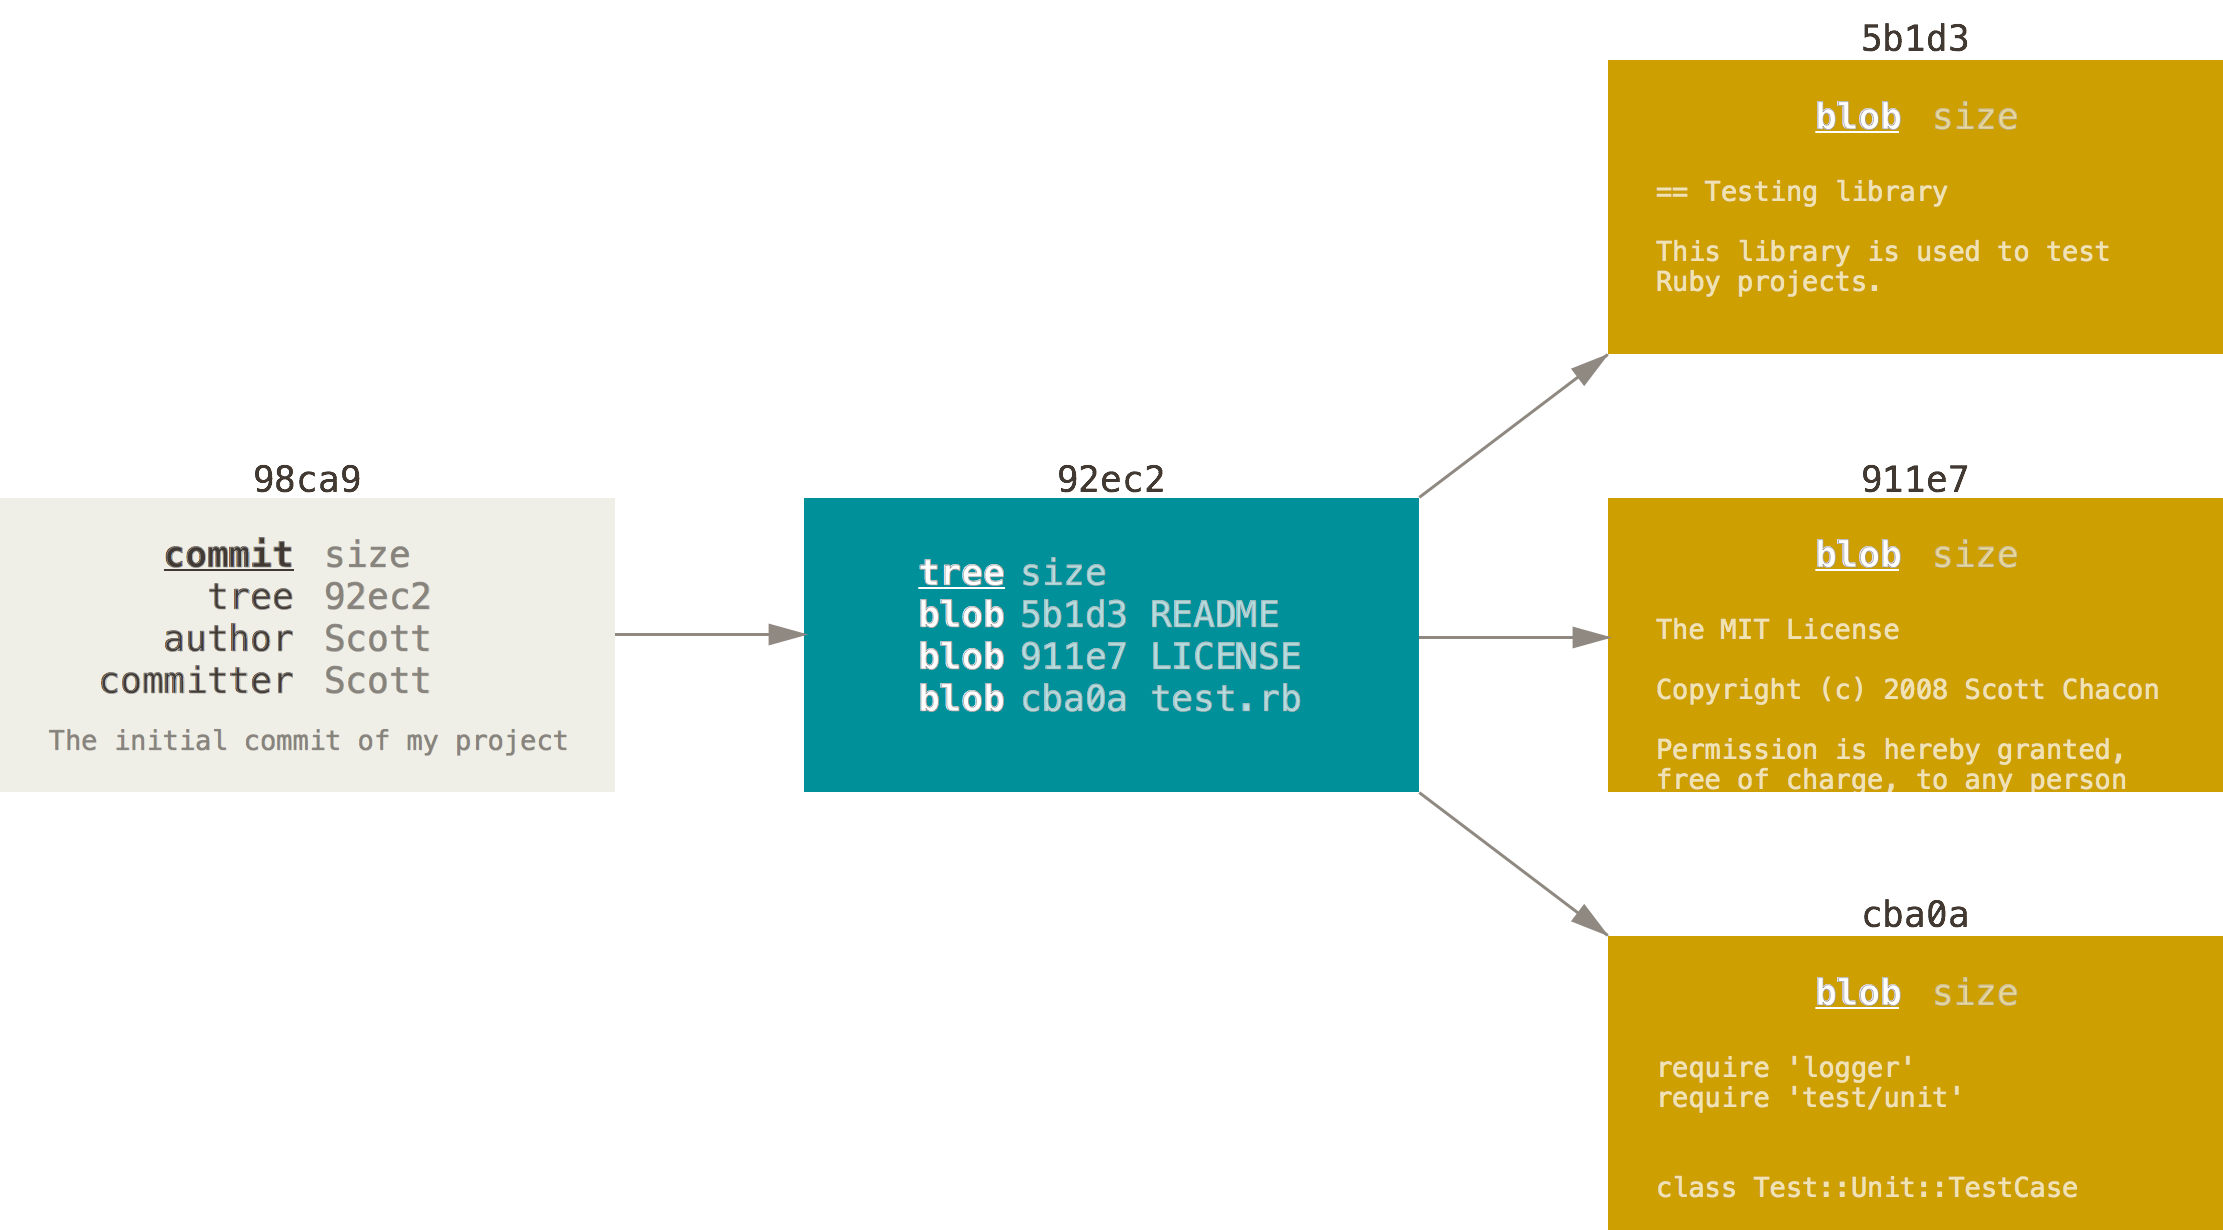 98ca9
commit size
tree 92ec2
author Scott
committer Scott
The initial commit of my project
92ec2
tree size
blob 5b1d3 README
blob 911e7 LICENSE
blob cba0a test.rb
5b1d3
blob size
== Testing library
This library is used to test
Ruby projects.
911e7
blob size
The MIT License
Copyright (c) 2008 Scott Chacon
Permission is hereby granted,
free of charge, to any person
cba0a
blob size
require 'logger'
require 'test/unit'
class Test::Unit::TestCase